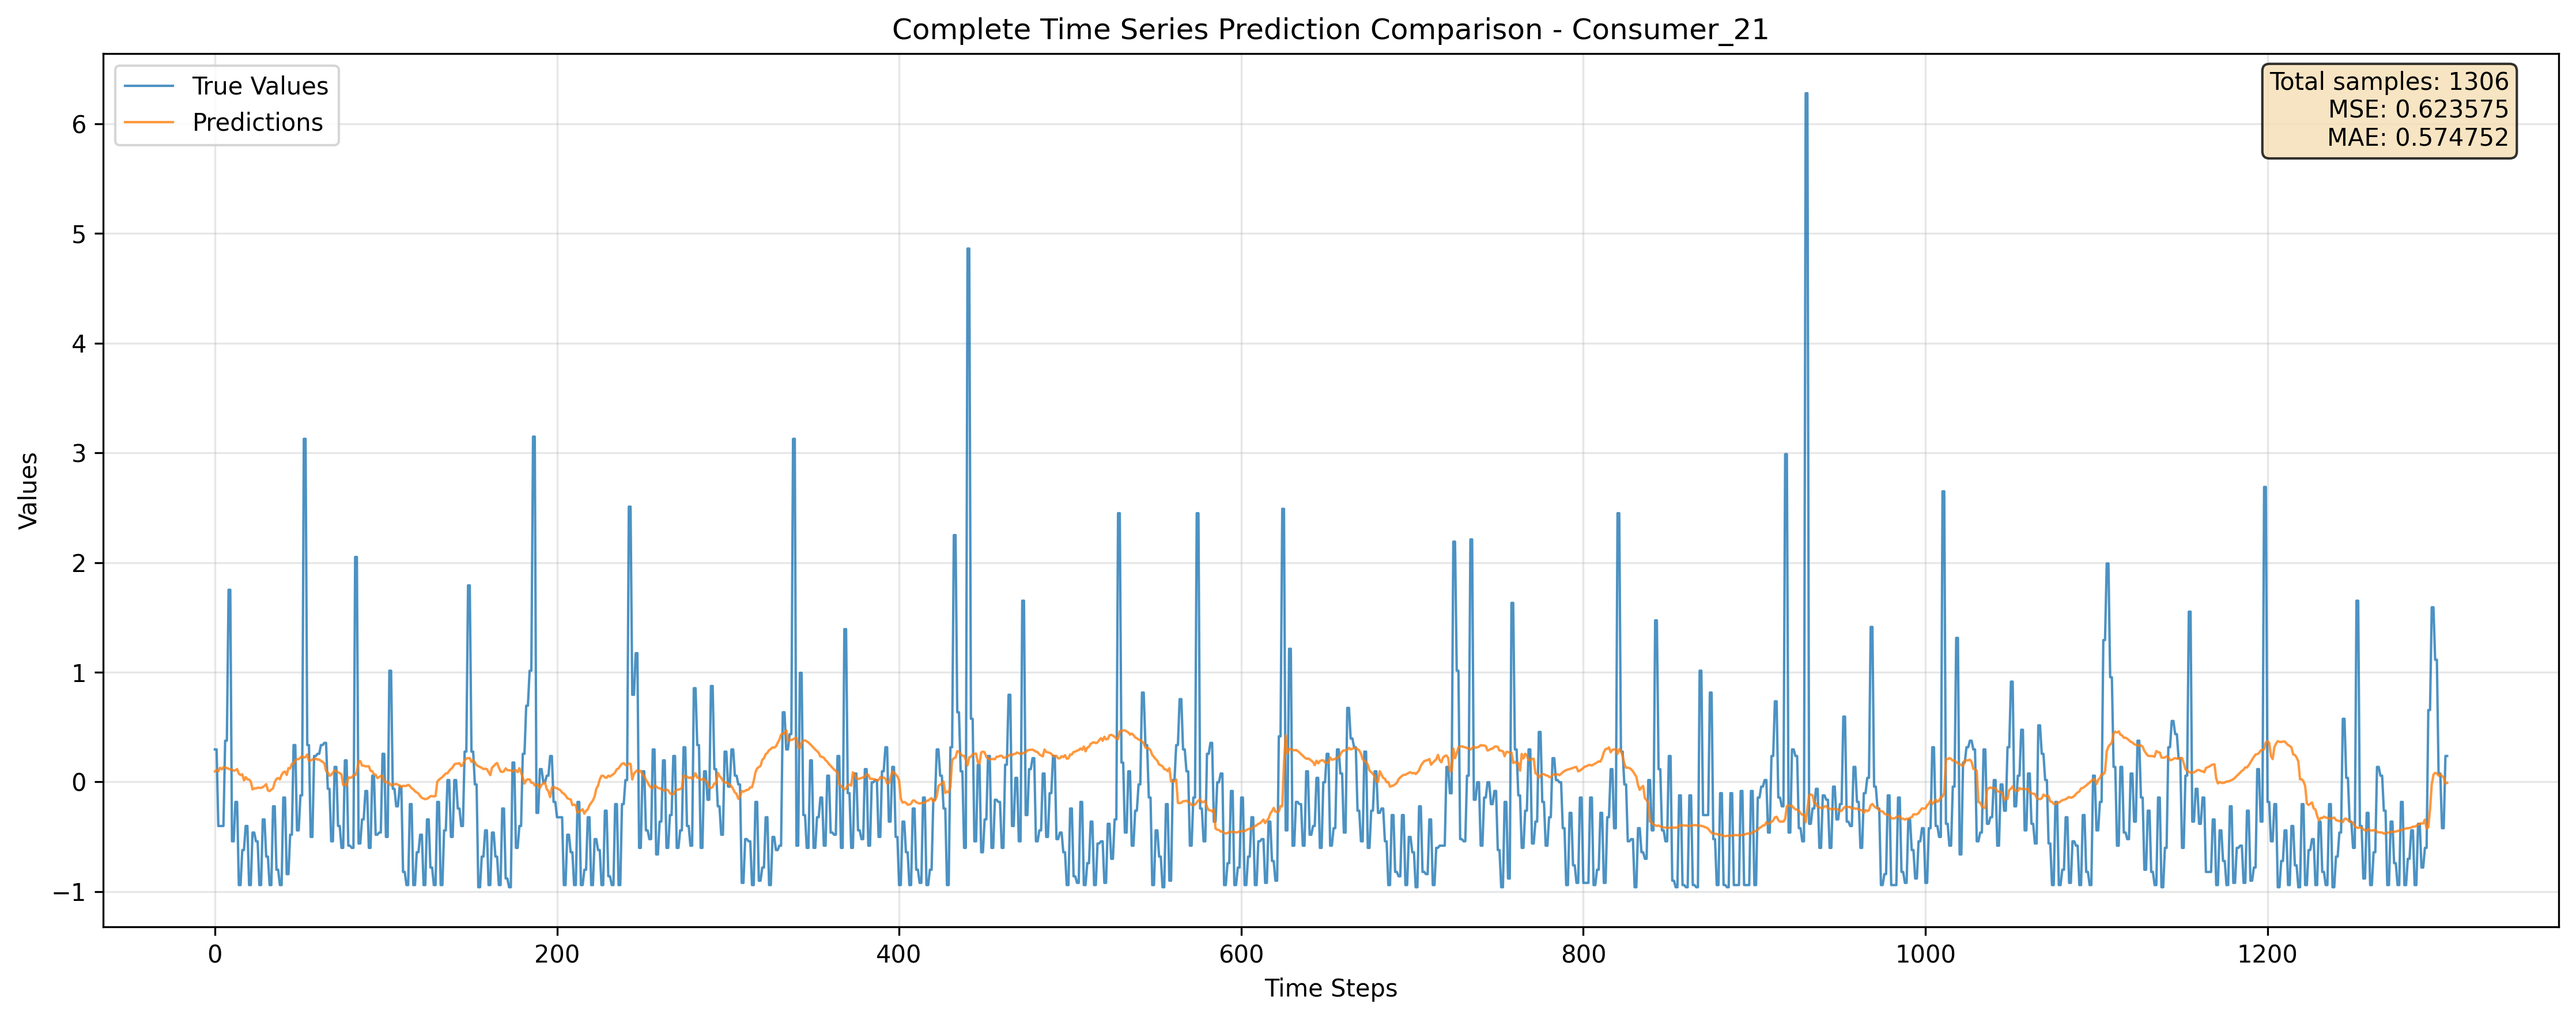 Complete Time Series Prediction Comparison - Consumer_21
True Values
Predictions
Total samples: 1306
MSE: 0.623575
MAE: 0.574752
6
5
4
3
2
1
0
−1
Values
0 200 400 600 800 1000 1200
Time Steps